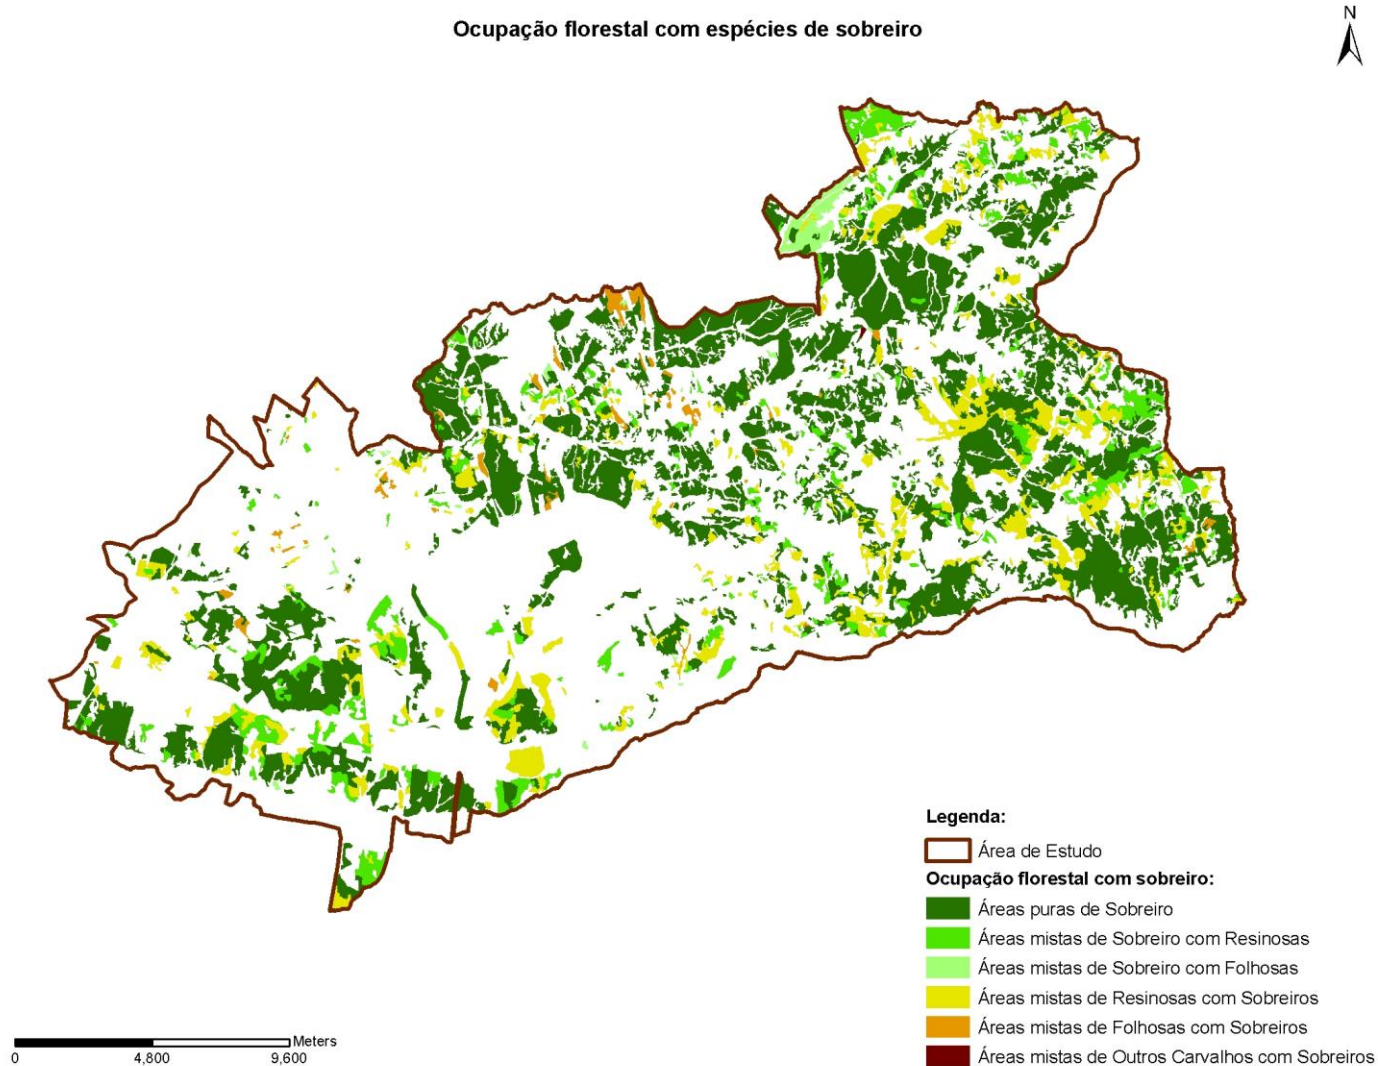 Ocupação florestal com espécies de sobreiro
N
Legenda:
Área de Estudo
Ocupação florestal com sobreiro:
Áreas puras de Sobreiro
Áreas mistas de Sobreiro com Resinosas
Áreas mistas de Sobreiro com Folhosas
Áreas mistas de Resinosas com Sobreiros
Áreas mistas de Folhosas com Sobreiros
Áreas mistas de Outros Carvalhos com Sobreiros
Meters
0 4,800 9,600